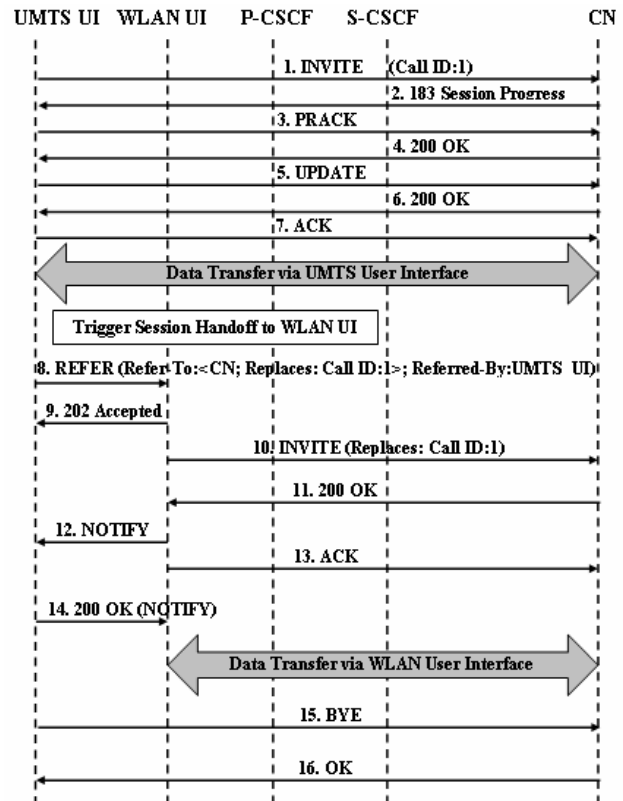 UMTS UI WLAN UI P-CSCF S-CSCF CN
1. INVITE (Call ID:1)
2. 183 Session Progress
3. PRACK
4. 200 OK
5. UPDATE
6. 200 OK
7. ACK
Data Transfer via UMTS User Interface
Trigger Session Handoff to WLAN UI
8. REFER (Refer-To:<CN; Replaces: Call ID:1>; Referred-By:UMTS UI)
9. 202 Accepted
10. INVITE (Replaces: Call ID:1)
11. 200 OK
12. NOTIFY
13. ACK
14. 200 OK (NOTIFY)
Data Transfer via WLAN User Interface
15. BYE
16. OK